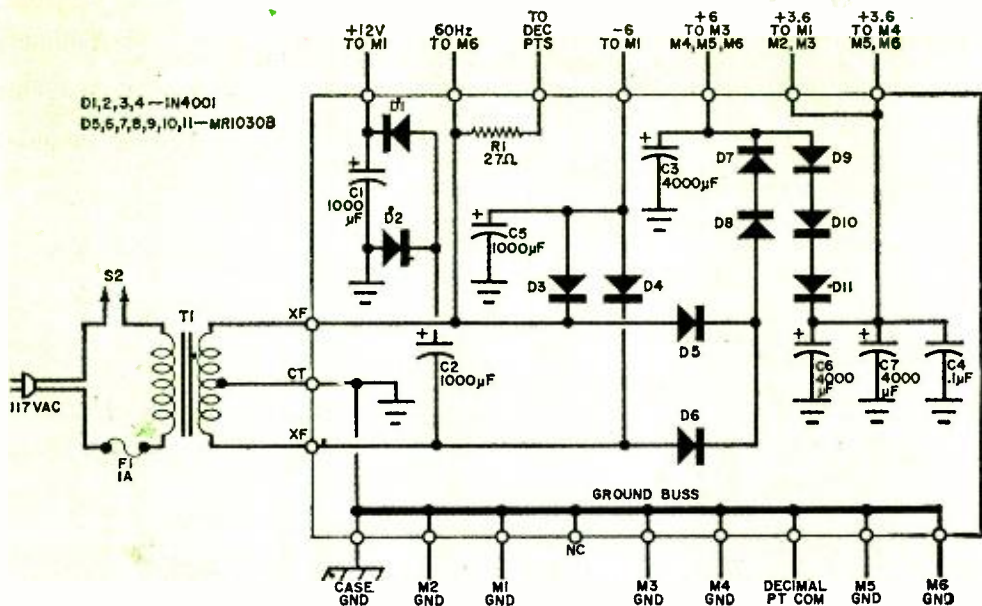 +12V
TO M1
60Hz
TO M6
TO
DEC
PTS
-6
TO M1
+6
TO M3
M4,M5,M6
+3.6
TO M1
M2,M3
+3.6
TO M4
M5,M6
D1,2,3,4—1N4001
D5,6,7,8,9,10,11—MR1030B
D1
R1
27Ω
+
C1
1000
µF
D2
+
C5
1000µF
+
C3
4000µF
D7
D9
D8
D10
D3
D4
D11
S2
T1
XF
D5
+
C2
1000µF
+
C6
4000
µF
+
C7
4000
µF
C4
.1µF
CT
117VAC
XF
D6
F1
1A
GROUND BUSS
NC
CASE
GND
M2
GND
M1
GND
M3
GND
M4
GND
DECIMAL
PT COM
M5
GND
M6
GND